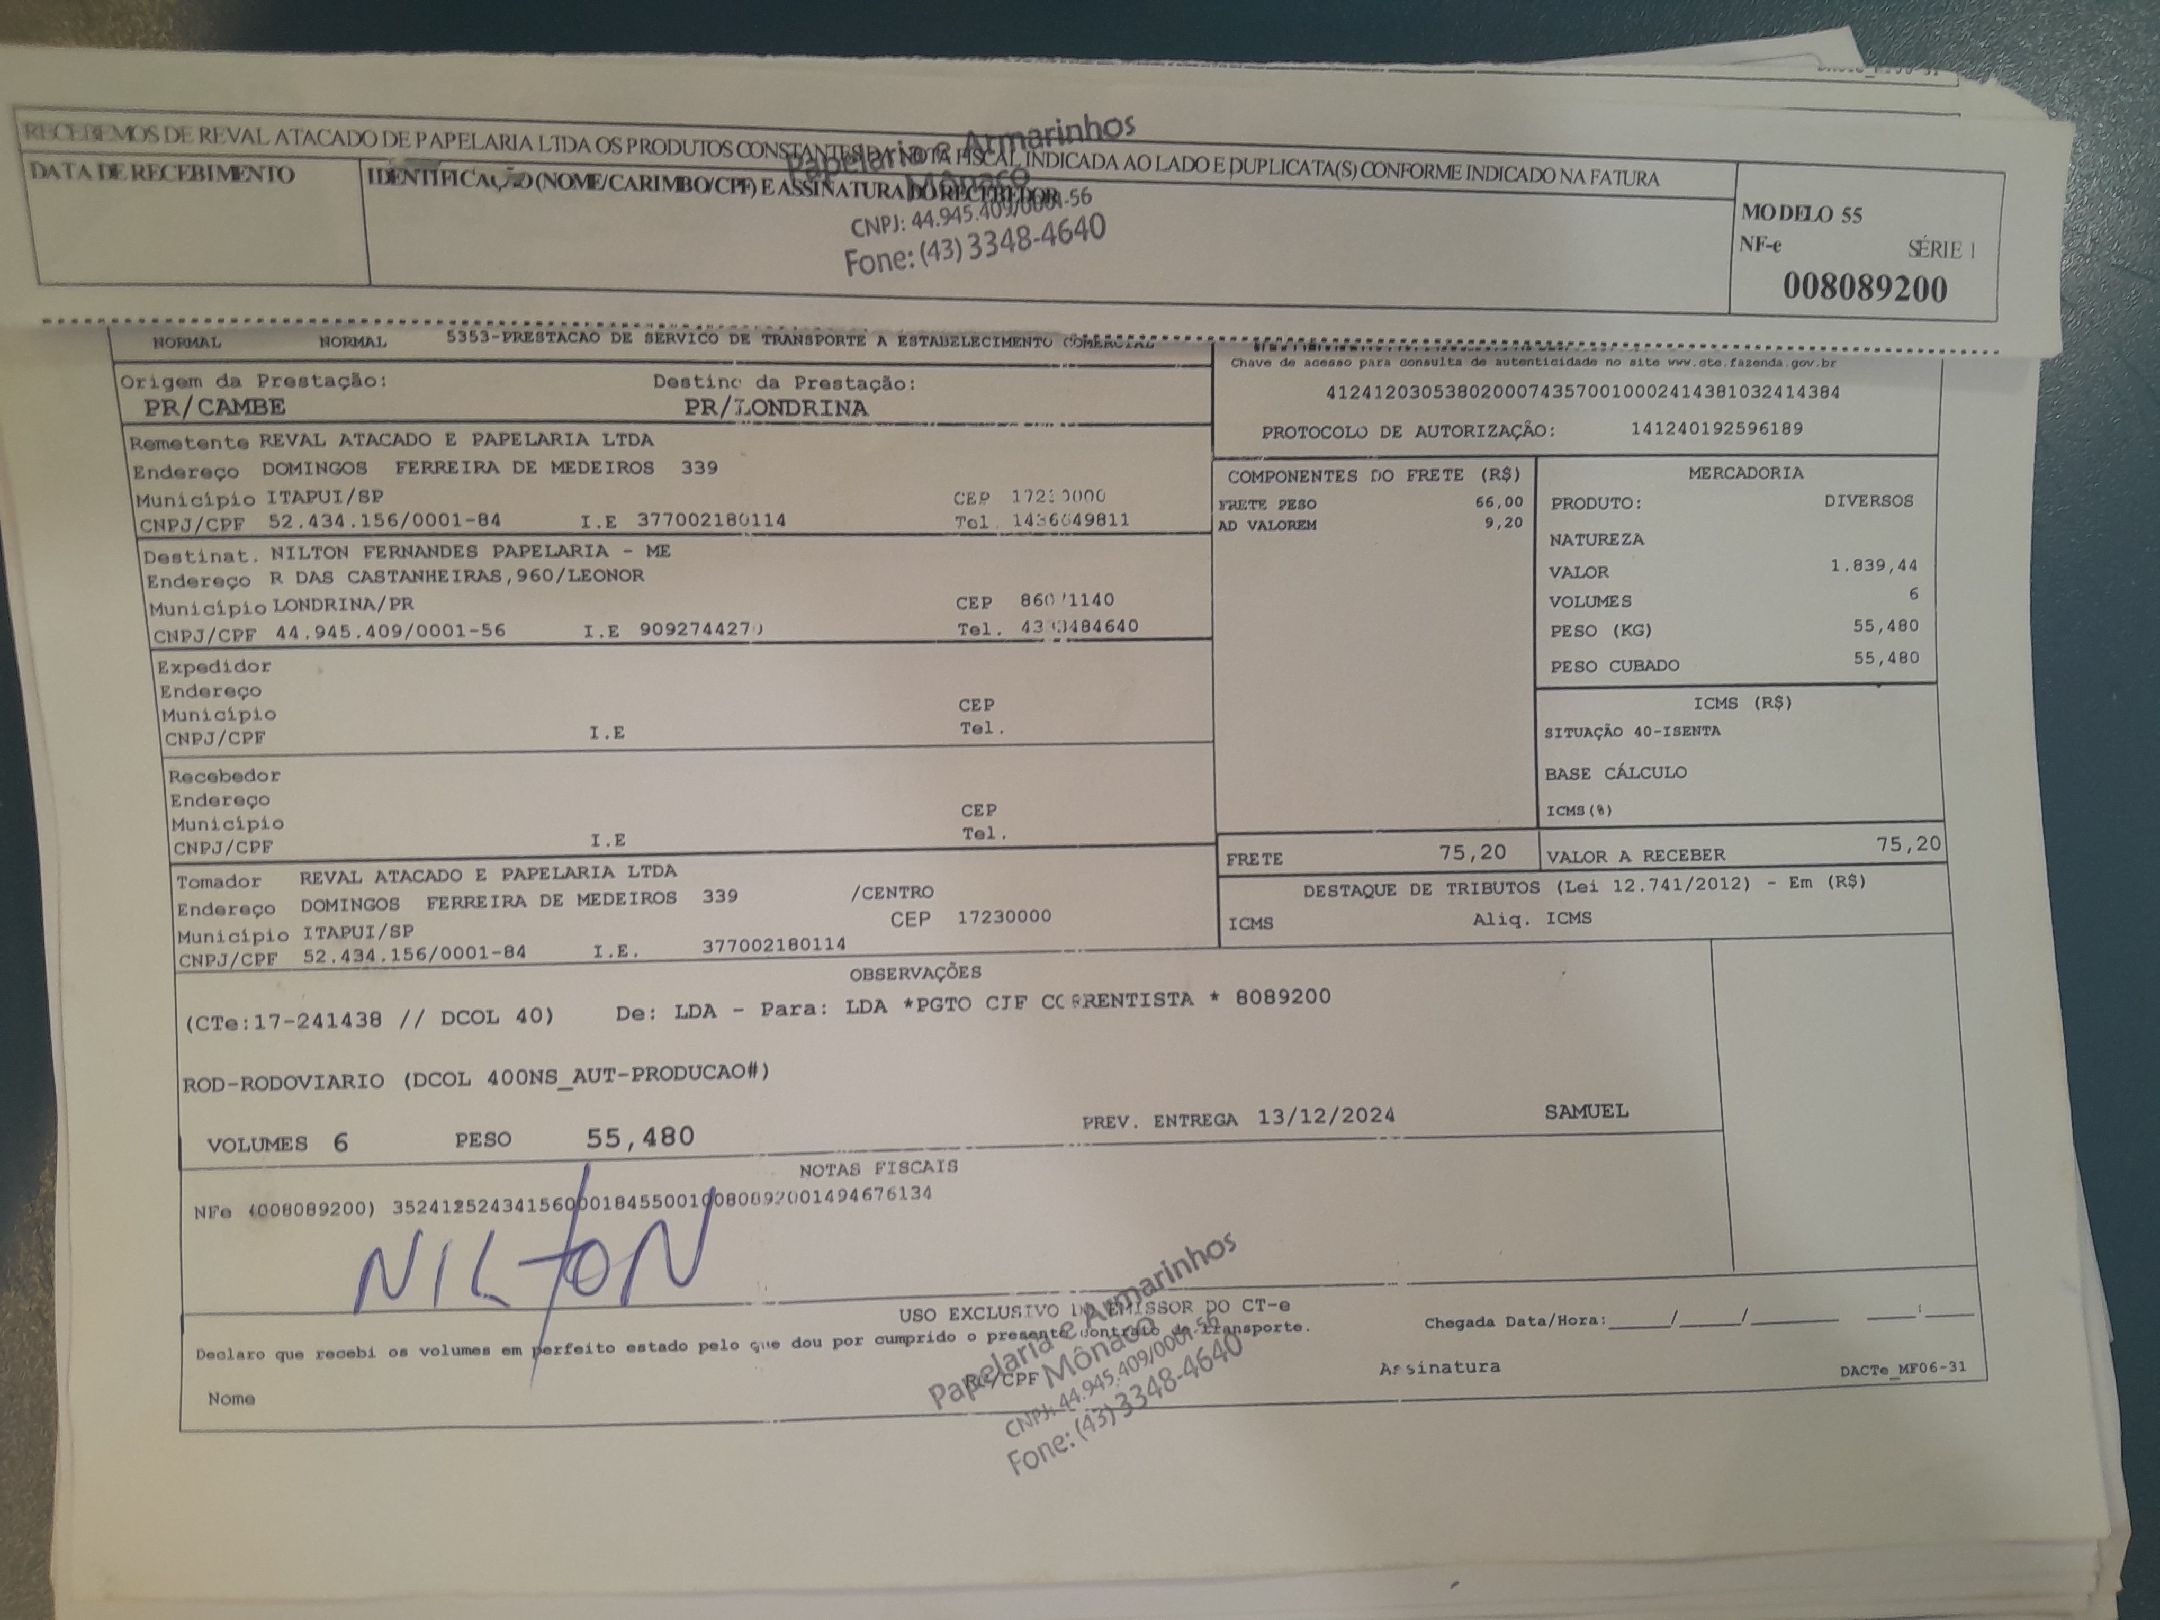 RECEBEMOS DE REVAL ATACADO DE PAPELARIA LTDA OS PRODUTOS CONSTANTES DA NOTA FISCAL INDICADA AO LADO E DUPLICATA(S) CONFORME INDICADO NA FATURA
DATA DE RECEBIMENTO
IDENTIFICAÇÃO (NOME/CARIMBO/CPF) E ASSINATURA DO RECEBEDOR
Papelaria e Armarinhos
Mônaco
CNPJ: 44.945.409/0001-56
Fone: (43) 3348-4640
MODELO 55
NF-e SÉRIE 1
008089200
NORMAL NORMAL 5353-PRESTACAO DE SERVICO DE TRANSPORTE A ESTABELECIMENTO COMERCIAL
Chave de acesso para consulta de autenticidade no site www.cte.fazenda.gov.br
41241203053802000743570010002414381032414384
PROTOCOLO DE AUTORIZAÇÃO: 141240192596189
Origem da Prestação: Destino da Prestação:
PR/CAMBE PR/LONDRINA
Remetente REVAL ATACADO E PAPELARIA LTDA
Endereço DOMINGOS FERREIRA DE MEDEIROS 339
Município ITAPUI/SP CEP
CNPJ/CPF 52.434.156/0001-84 I.E 377002180114 Tel. 1436649811
Destinat. NILTON FERNANDES PAPELARIA - ME
Endereço R DAS CASTANHEIRAS,960/LEONOR
Município LONDRINA/PR CEP
CNPJ/CPF 44.945.409/0001-56 I.E Tel.
Expedidor
Endereço
Município CEP
CNPJ/CPF I.E Tel.
Recebedor
Endereço
Município CEP
CNPJ/CPF I.E Tel.
Tomador REVAL ATACADO E PAPELARIA LTDA
Endereço DOMINGOS FERREIRA DE MEDEIROS 339 /CENTRO
Município ITAPUI/SP CEP 17230000
CNPJ/CPF 52.434.156/0001-84 I.E. 377002180114
COMPONENTES DO FRETE (R$)
FRETE PESO 66,00
AD VALOREM 9,20
MERCADORIA
PRODUTO: DIVERSOS
NATUREZA
VALOR 1.839,44
VOLUMES 6
PESO (KG) 55,480
PESO CUBADO 55,480
ICMS (R$)
SITUAÇÃO 40-ISENTA
BASE CÁLCULO
ICMS(%)
FRETE 75,20 VALOR A RECEBER 75,20
DESTAQUE DE TRIBUTOS (Lei 12.741/2012) - Em (R$)
ICMS Aliq. ICMS
OBSERVAÇÕES
(CTe:17-241438 // DCOL 40) De: LDA - Para: LDA *PGTO CIF CORRENTISTA * 8089200
ROD-RODOVIARIO (DCOL 400NS_AUT-PRODUCAO#)
VOLUMES 6 PESO 55,480 PREV. ENTREGA 13/12/2024 SAMUEL
NOTAS FISCAIS
NFe (008089200) 35241252434156000184550010080892001494676134
NILTON
USO EXCLUSIVO DO EMISSOR DO CT-e
Declaro que recebi os volumes em perfeito estado pelo que dou por cumprido o presente contrato de transporte.
Chegada Data/Hora:____/____/______ ____:____
Nome RG/CPF Assinatura
DACTe_MF06-31
Papelaria e Armarinhos
Mônaco
CNPJ: 44.945.409/0001-56
Fone: (43) 3348-4640